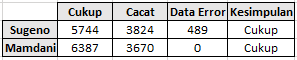 Cukup Cacat Data Error Kesimpulan
Sugeno 5744 3824 489 Cukup
Mamdani 6387 3670 0 Cukup